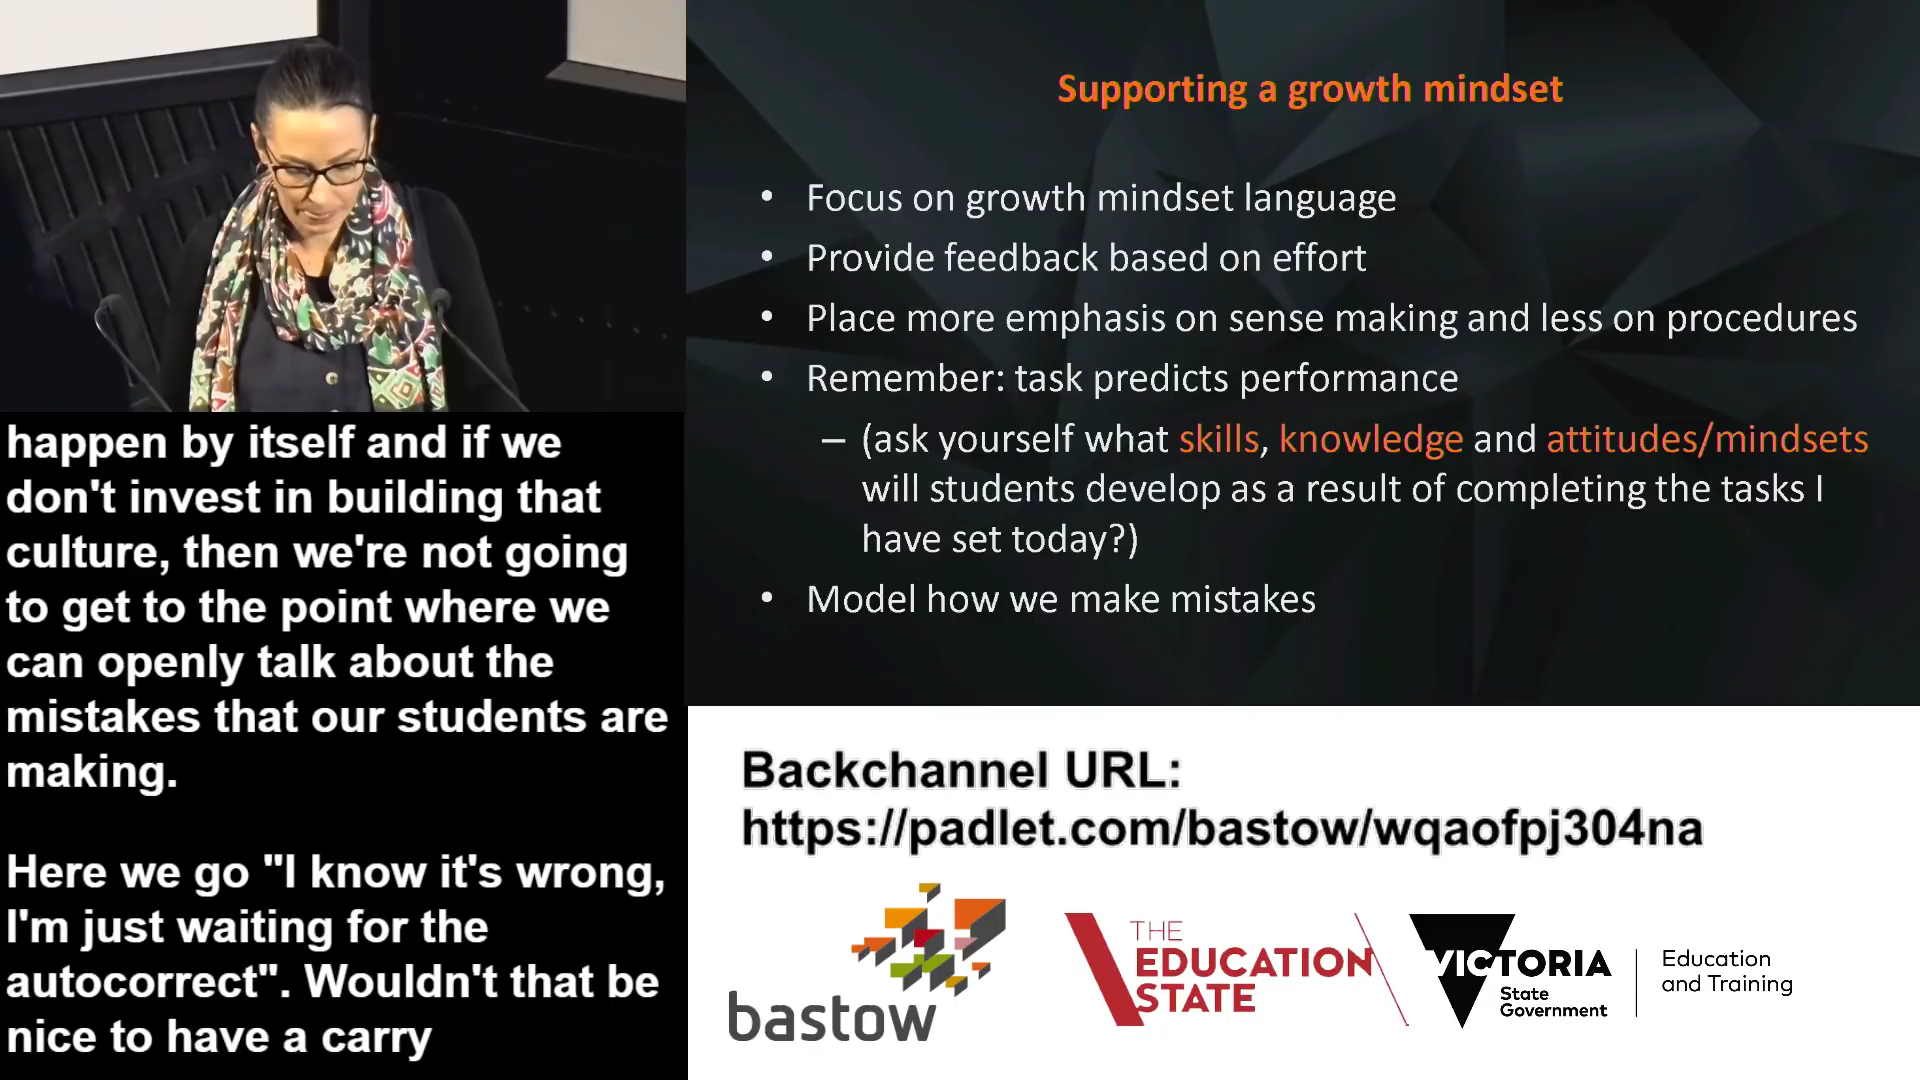 happen by itself and if we
don't invest in building that
culture, then we're not going
to get to the point where we
can openly talk about the
mistakes that our students are
making.
Here we go "I know it's wrong,
I'm just waiting for the
autocorrect". Wouldn't that be
nice to have a carry
Supporting a growth mindset
• Focus on growth mindset language
• Provide feedback based on effort
• Place more emphasis on sense making and less on procedures
• Remember: task predicts performance
– (ask yourself what skills, knowledge and attitudes/mindsets
will students develop as a result of completing the tasks I
have set today?)
• Model how we make mistakes
Backchannel URL:
https://padlet.com/bastow/wqaofpj304na
bastow
THE
EDUCATION
STATE
VICTORIA
State
Government
Education
and Training